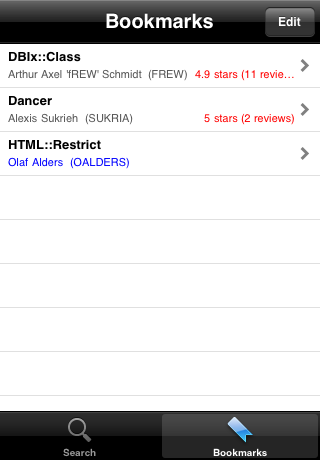 Bookmarks
Edit
DBIx::Class
Arthur Axel 'fREW' Schmidt (FREW) 4.9 stars (11 revie...
Dancer
Alexis Sukrieh (SUKRIA) 5 stars (2 reviews)
HTML::Restrict
Olaf Alders (OALDERS)
Search
Bookmarks